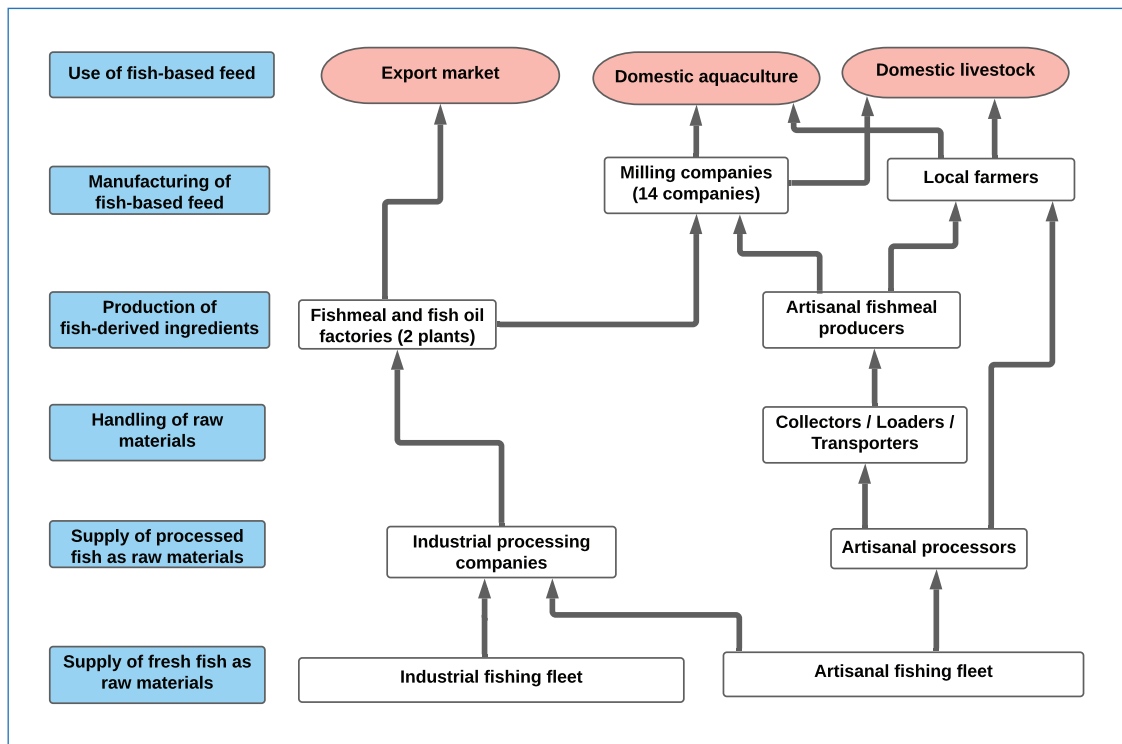 Use of fish-based feed
Export market
Domestic aquaculture
Domestic livestock
Manufacturing of
fish-based feed
Milling companies
(14 companies)
Local farmers
Production of
fish-derived ingredients
Fishmeal and fish oil
factories (2 plants)
Artisanal fishmeal
producers
Handling of raw
materials
Collectors / Loaders /
Transporters
Supply of processed
fish as raw materials
Industrial processing
companies
Artisanal processors
Supply of fresh fish as
raw materials
Industrial fishing fleet
Artisanal fishing fleet